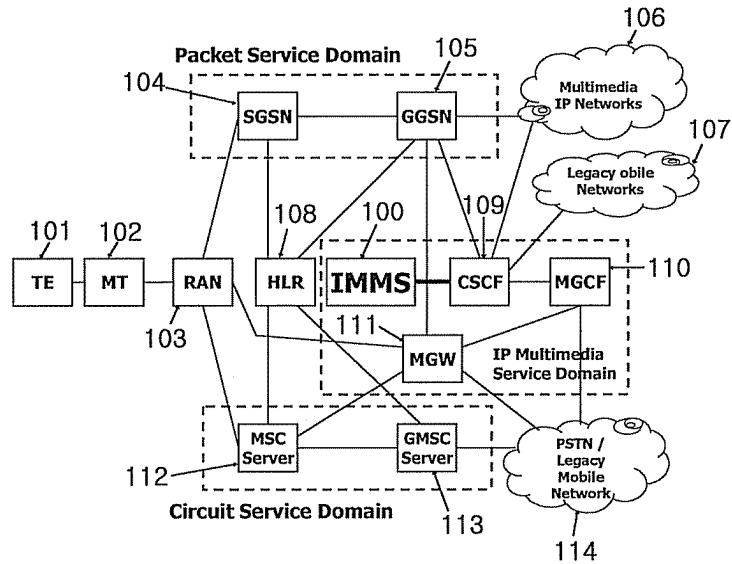 106
105
Packet Service Domain
104
Multimedia
IP Networks
SGSN
GGSN
107
Legacy obile
Networks
108
100
109
101
102
TE
MT
RAN
HLR
IMMS
CSCF
MGCF
110
103
111
MGW
IP Multimedia
Service Domain
MSC
Server
GMSC
Server
PSTN /
Legacy
Mobile
Network
112
Circuit Service Domain
113
114